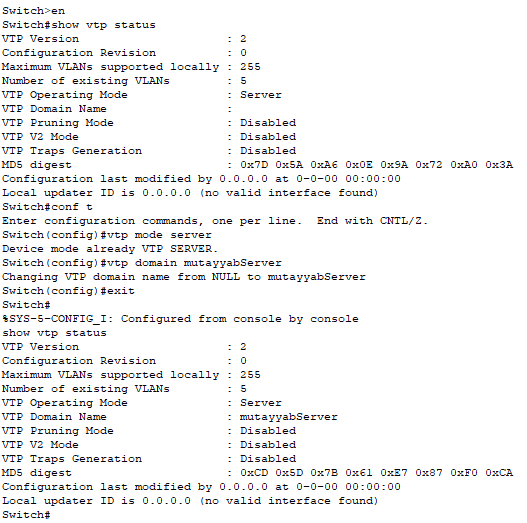 Switch>en
Switch#show vtp status
VTP Version                     : 2
Configuration Revision          : 0
Maximum VLANs supported locally : 255
Number of existing VLANs        : 5
VTP Operating Mode              : Server
VTP Domain Name                 :
VTP Pruning Mode                : Disabled
VTP V2 Mode                     : Disabled
VTP Traps Generation            : Disabled
MD5 digest                      : 0x7D 0x5A 0xA6 0x0E 0x9A 0x72 0xA0 0x3A
Configuration last modified by 0.0.0.0 at 0-0-00 00:00:00
Local updater ID is 0.0.0.0 (no valid interface found)
Switch#conf t
Enter configuration commands, one per line.  End with CNTL/Z.
Switch(config)#vtp mode server
Device mode already VTP SERVER.
Switch(config)#vtp domain mutayyabServer
Changing VTP domain name from NULL to mutayyabServer
Switch(config)#exit
Switch#
%SYS-5-CONFIG_I: Configured from console by console
show vtp status
VTP Version                     : 2
Configuration Revision          : 0
Maximum VLANs supported locally : 255
Number of existing VLANs        : 5
VTP Operating Mode              : Server
VTP Domain Name                 : mutayyabServer
VTP Pruning Mode                : Disabled
VTP V2 Mode                     : Disabled
VTP Traps Generation            : Disabled
MD5 digest                      : 0xCD 0x5D 0x7B 0x61 0xE7 0x87 0xF0 0xCA
Configuration last modified by 0.0.0.0 at 0-0-00 00:00:00
Local updater ID is 0.0.0.0 (no valid interface found)
Switch#